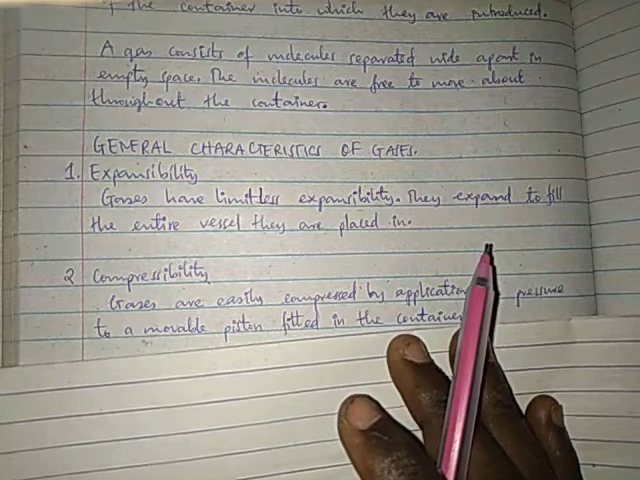 of the container into which they are introduced.
A gas consists of molecules separated wide apart in
empty space. The molecules are free to move about
throughout the container.
GENERAL CHARACTERISTICS OF GASES.
1. Expansibility
Gases have limitless expansibility. They expand to fill
the entire vessel they are placed in.
2 Compressibility
Gases are easily compressed by application pressure
to a movable piston fitted in the container